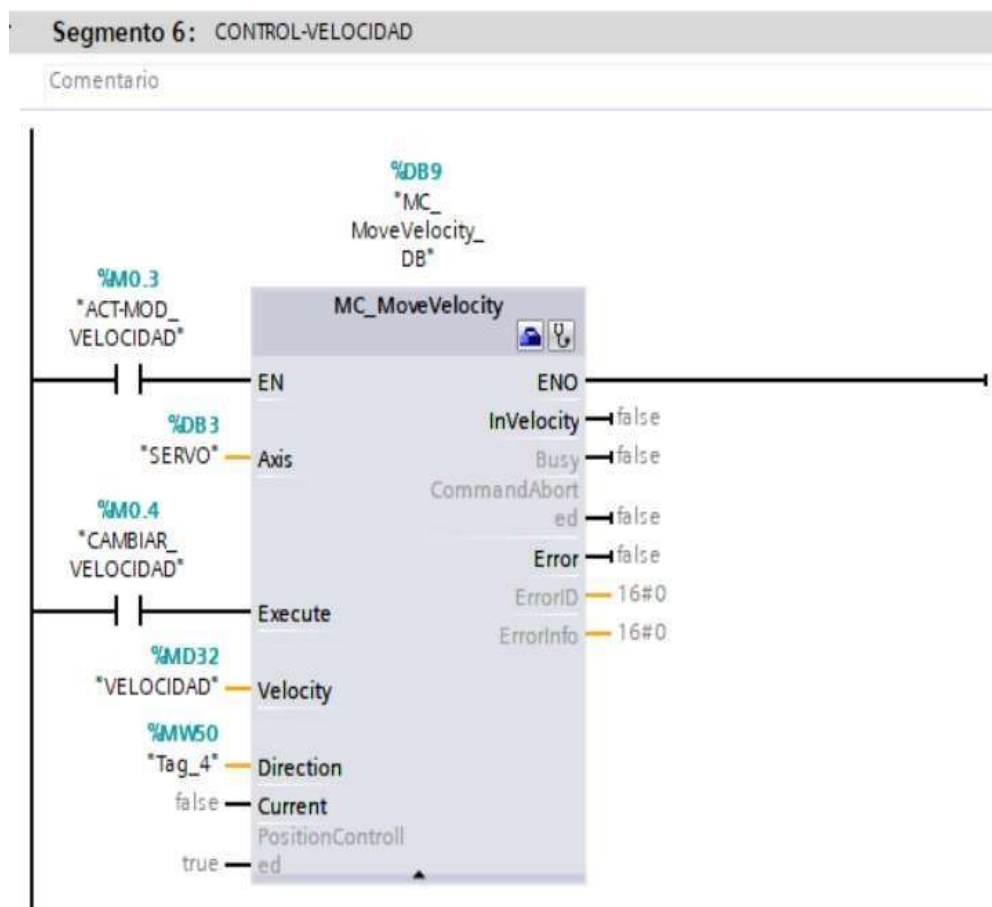 Segmento 6: CONTROL-VELOCIDAD
Comentario
%DB9
"MC_
MoveVelocity_
DB"
%M0.3
"ACT-MOD_
VELOCIDAD"
MC_MoveVelocity
EN
ENO
%DB3
"SERVO"
Axis
InVelocity
false
Busy
false
CommandAbort
ed
false
%M0.4
"CAMBIAR_
VELOCIDAD"
Execute
Error
false
ErrorID
16#0
ErrorInfo
16#0
%MD32
"VELOCIDAD"
Velocity
%MW50
"Tag_4"
Direction
false
Current
PositionControll
true
ed